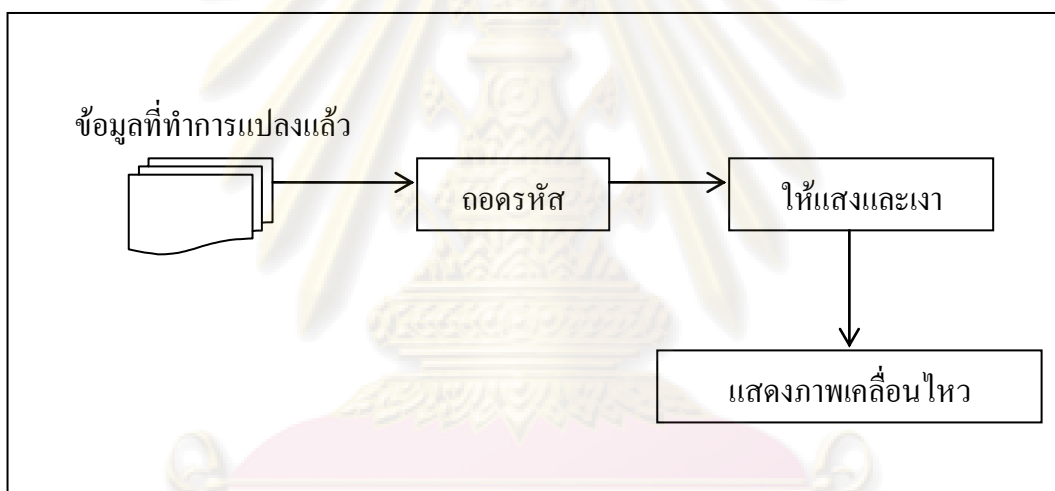 ข้อมูลที่ทำการแปลงแล้ว
ถอดรหัส
ให้แสงและเงา
แสดงภาพเคลื่อนไหว